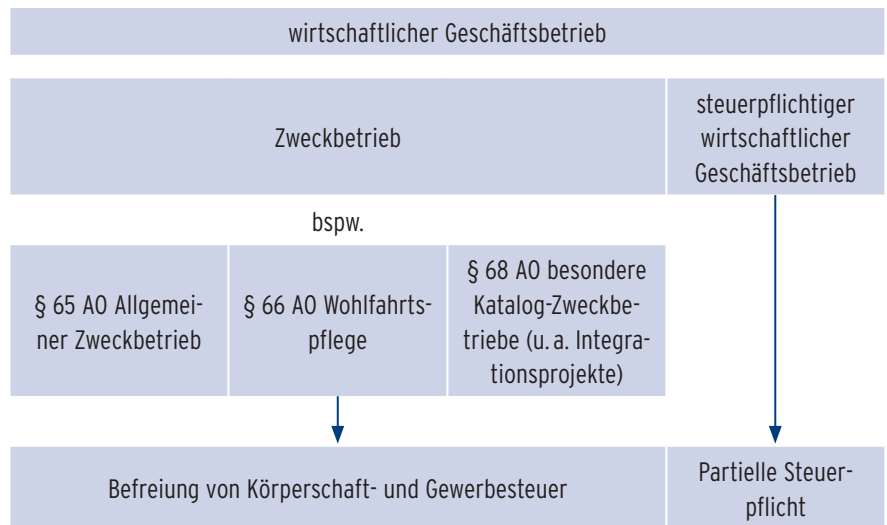 wirtschaftlicher Geschäftsbetrieb
Zweckbetrieb
steuerpflichtiger
wirtschaftlicher
Geschäftsbetrieb
bspw.
§ 65 AO Allgemei-
ner Zweckbetrieb
§ 66 AO Wohlfahrts-
pflege
§ 68 AO besondere
Katalog-Zweckbe-
triebe (u. a. Integra-
tionsprojekte)
Befreiung von Körperschaft- und Gewerbesteuer
Partielle Steuer-
pflicht